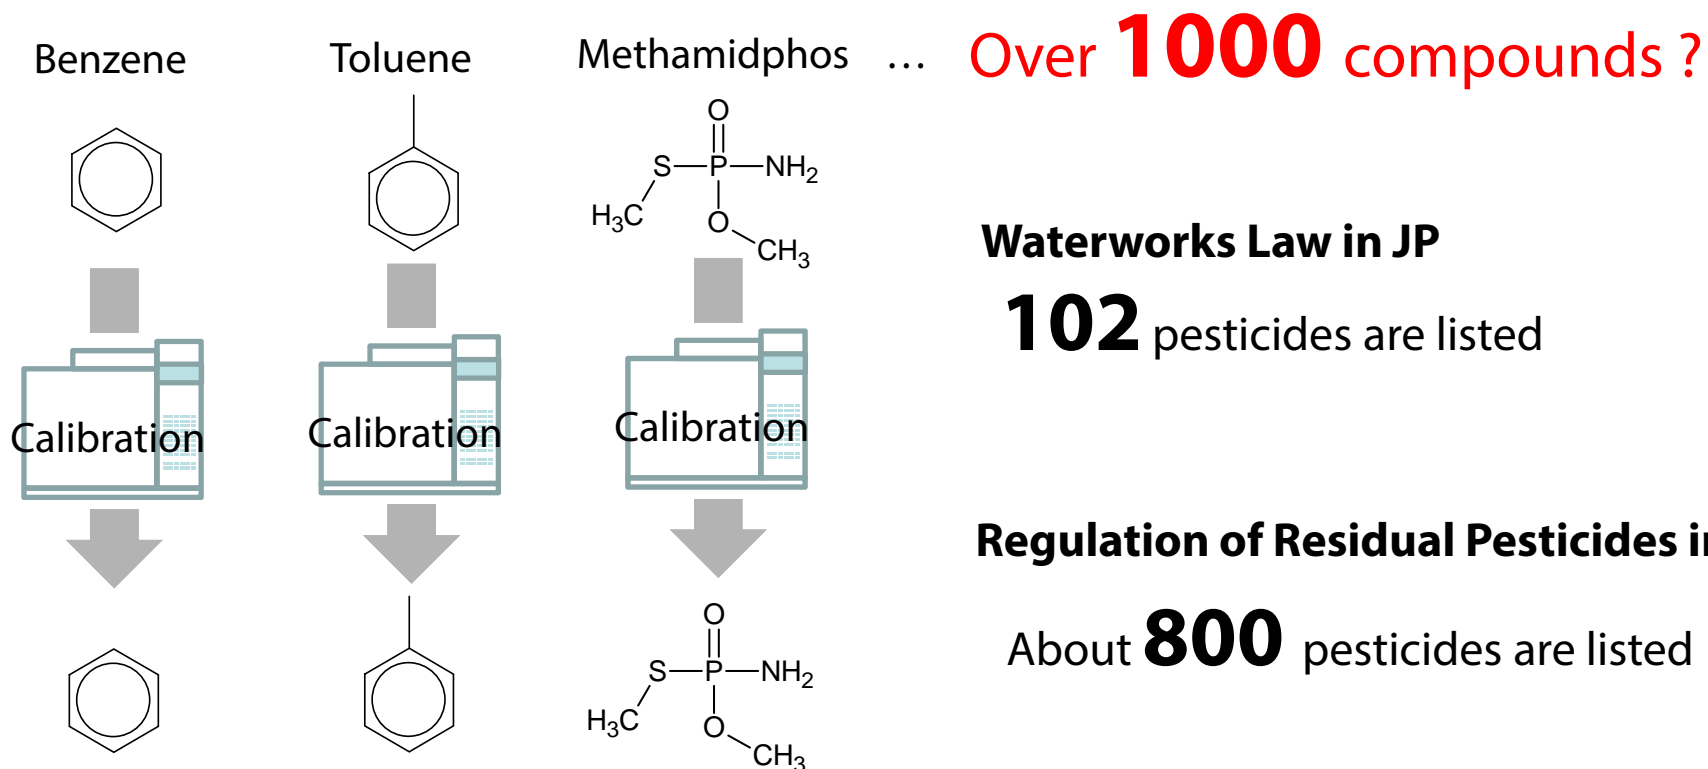 Benzene
Toluene
Methamidphos
...
Over 1000 compounds ?
O
S P NH2
H3C O
CH3
Waterworks Law in JP
102 pesticides are listed
Calibration
Calibration
Calibration
Regulation of Residual Pesticides
About 800 pesticides are listed
O
S P NH2
H3C O
CH3